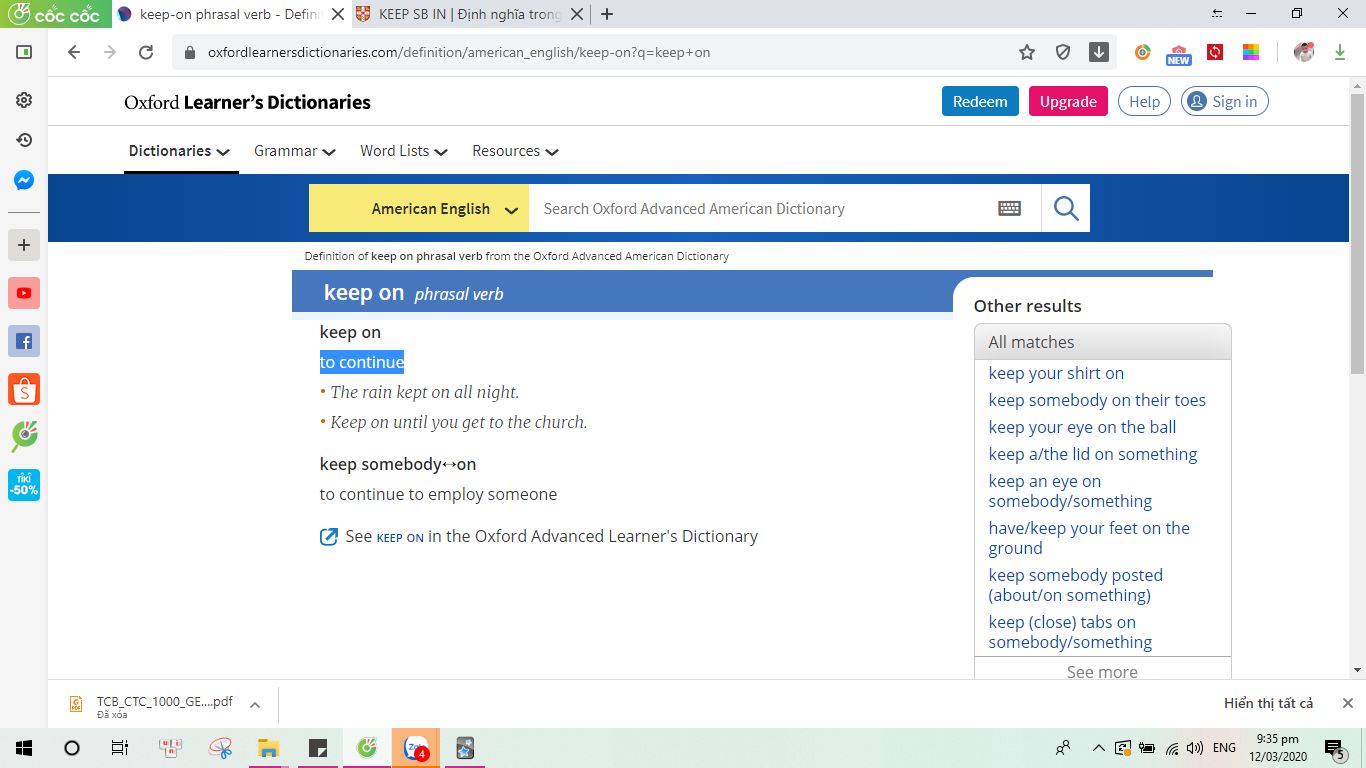 cốc cốc
keep-on phrasal verb - Defini
KEEP SB IN | Định nghĩa trong
oxfordlearnersdictionaries.com/definition/american_english/keep-on?q=keep+on
NEW
Oxford Learner's Dictionaries
Redeem
Upgrade
Help
Sign in
Dictionaries
Grammar
Word Lists
Resources
American English
Search Oxford Advanced American Dictionary
Definition of keep on phrasal verb from the Oxford Advanced American Dictionary
keep on phrasal verb
keep on
to continue
• The rain kept on all night.
• Keep on until you get to the church.
keep somebody↔on
to continue to employ someone
See KEEP ON in the Oxford Advanced Learner's Dictionary
Other results
All matches
keep your shirt on
keep somebody on their toes
keep your eye on the ball
keep a/the lid on something
keep an eye on
somebody/something
have/keep your feet on the
ground
keep somebody posted
(about/on something)
keep (close) tabs on
somebody/something
See more
TIKI
-50%
TCB_CTC_1000_GE....pdf
Đã xóa
Hiển thị tất cả
Zalo
4
ENG
9:35 pm
12/03/2020
5